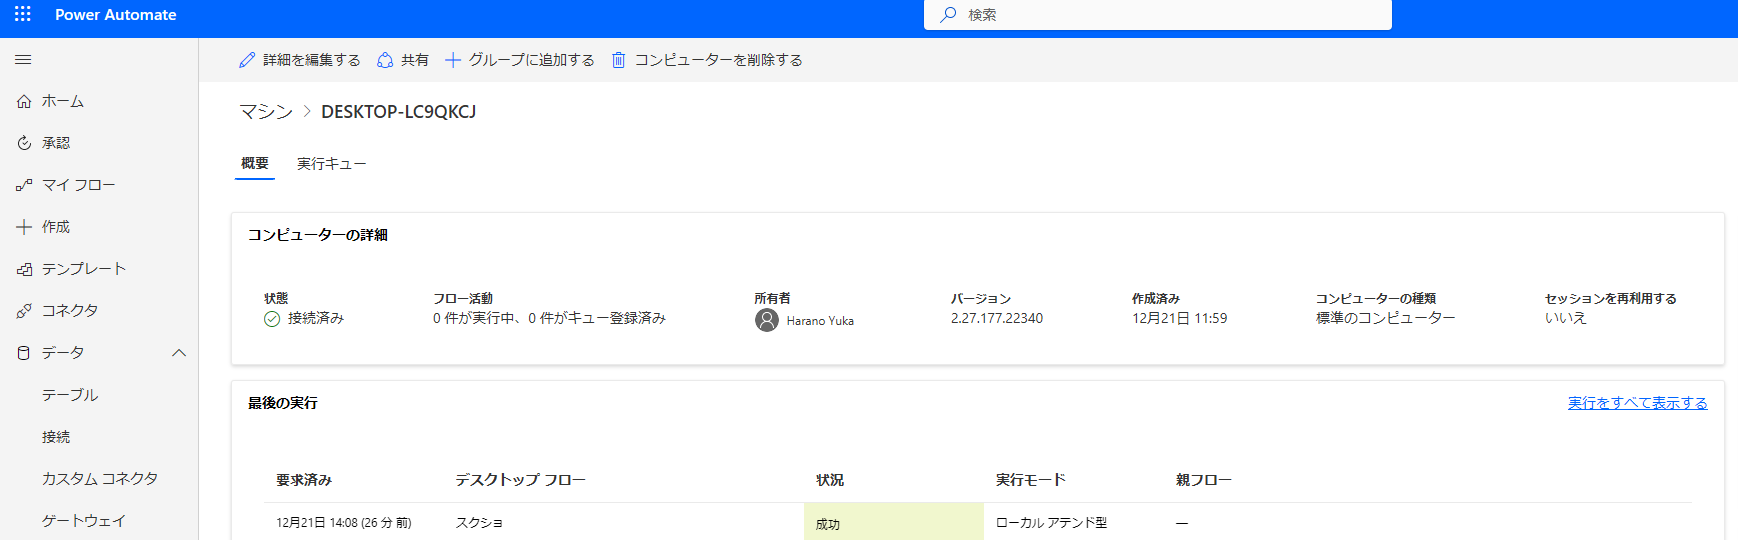 Power Automate
検索
詳細を編集する 共有 グループに追加する コンピューターを削除する
ホーム
承認
マイ フロー
作成
テンプレート
コネクタ
データ
テーブル
接続
カスタム コネクタ
ゲートウェイ
マシン > DESKTOP-LC9QKCJ
概要 実行キュー
コンピューターの詳細
状態 フロー活動 所有者 バージョン 作成済み コンピューターの種類 セッションを再利用する
接続済み 0 件が実行中、0 件がキュー登録済み Harano Yuka 2.27.177.22340 12月21日 11:59 標準のコンピューター いいえ
最後の実行 実行をすべて表示する
要求済み デスクトップ フロー 状況 実行モード 親フロー
12月21日 14:08 (26 分 前) スクショ 成功 ローカル アテンド型 —